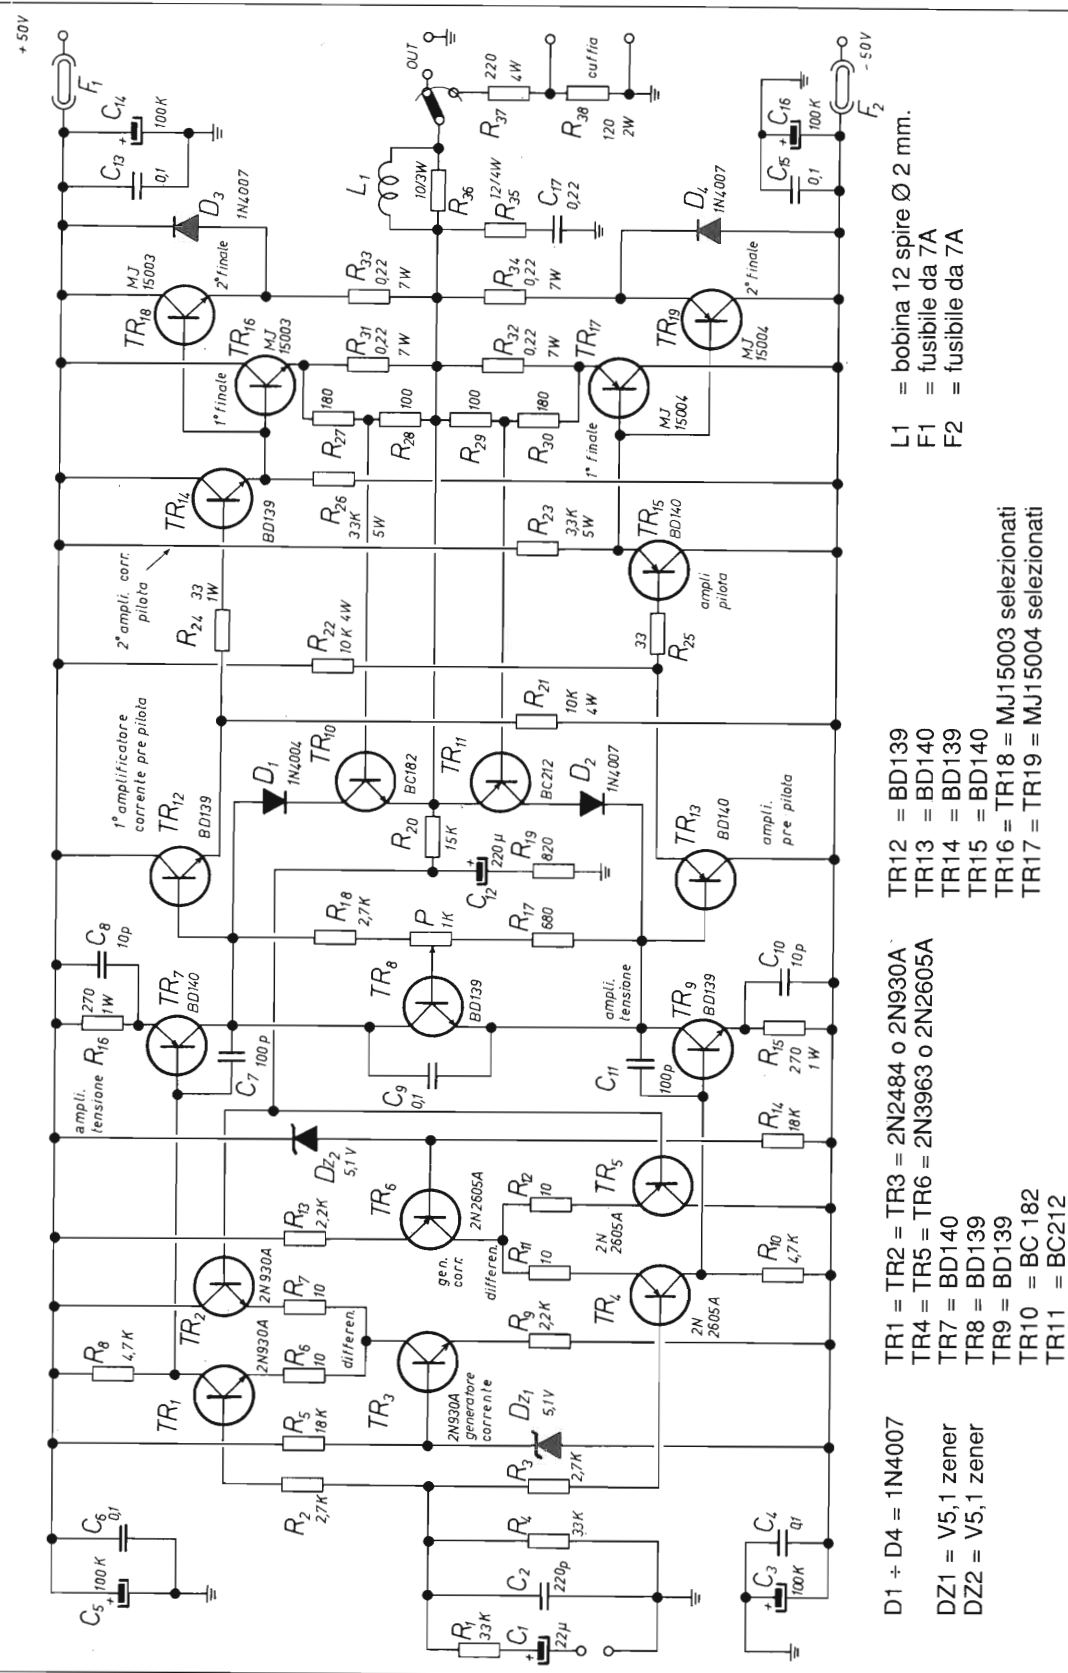 + 50V
F1
C14
100K
C13
0,1
D3
1N4007
MJ
15003
TR18
2° finale
TR16
MJ
15003
1° finale
TR14
BD139
2° ampli. corr.
pilota
R24
33
1W
1° amplificatore
corrente pre pilota
TR12
BD139
C8
10p
R16
270
1W
TR7
BD140
ampli.
tensione
C7
100p
R8
4,7K
TR1
2N930A
TR2
2N930A
C6
0,1
C5
100K
OUT
220
4W
R37
cuffia
R38
120
2W
L1
10/3W
R36
12/4W
R35
C17
0,22
R33
0,22
7W
R34
0,22
7W
R31
0,22
7W
R32
0,22
7W
180
R27
100
R28
100
R29
180
R30
R26
33K
5W
R23
3,3K
5W
R22
10K 4W
R21
10K
4W
D1
1N4004
TR10
BC182
TR11
BC212
D2
1N4007
R20
15K
C12
220µ
R19
820
R18
2,7K
P
1K
R17
680
TR8
BD139
C9
0,1
DZ2
5,1V
R13
2,2K
TR6
2N2605A
gen.
corr.
R7
10
R6
10
differen.
R5
18K
TR3
2N930A
generatore
corrente
R2
2,7K
DZ1
5,1V
R3
2,7K
R4
33K
C2
220p
R1
33K
C1
22µ
C16
100K
C15
0,1
- 50V
F2
D4
1N4007
TR19
MJ
15004
2° finale
TR17
MJ
15004
1° finale
TR15
BD140
ampli
pilota
33
R25
TR13
BD140
ampli.
pre pilota
ampli.
tensione
TR9
BD139
C10
10p
C11
100p
R15
270
1W
R14
18K
TR5
2N
2605A
R12
10
R11
10
differen.
TR4
2N
2605A
R10
4,7K
R9
2,2K
C4
0,1
C3
100K
D1 ÷ D4 = 1N4007
DZ1 = V5,1 zener
DZ2 = V5,1 zener
TR1 = TR2 = TR3 = 2N2484 o 2N930A
TR4 = TR5 = TR6 = 2N3963 o 2N2605A
TR7 = BD140
TR8 = BD139
TR9 = BD139
TR10 = BC 182
TR11 = BC212
TR12 = BD139
TR13 = BD140
TR14 = BD139
TR15 = BD140
TR16 = TR18 = MJ15003 selezionati
TR17 = TR19 = MJ15004 selezionati
L1 = bobina 12 spire Ø 2 mm.
F1 = fusibile da 7A
F2 = fusibile da 7A